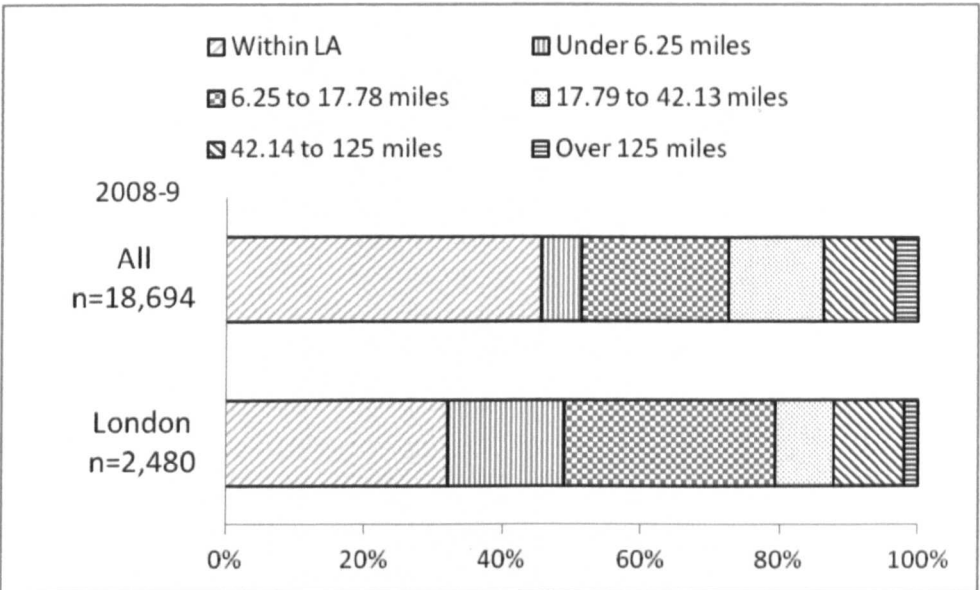 Within LA Under 6.25 miles
6.25 to 17.78 miles 17.79 to 42.13 miles
42.14 to 125 miles Over 125 miles
2008-9
All
n=18,694
London
n=2,480
0% 20% 40% 60% 80% 100%